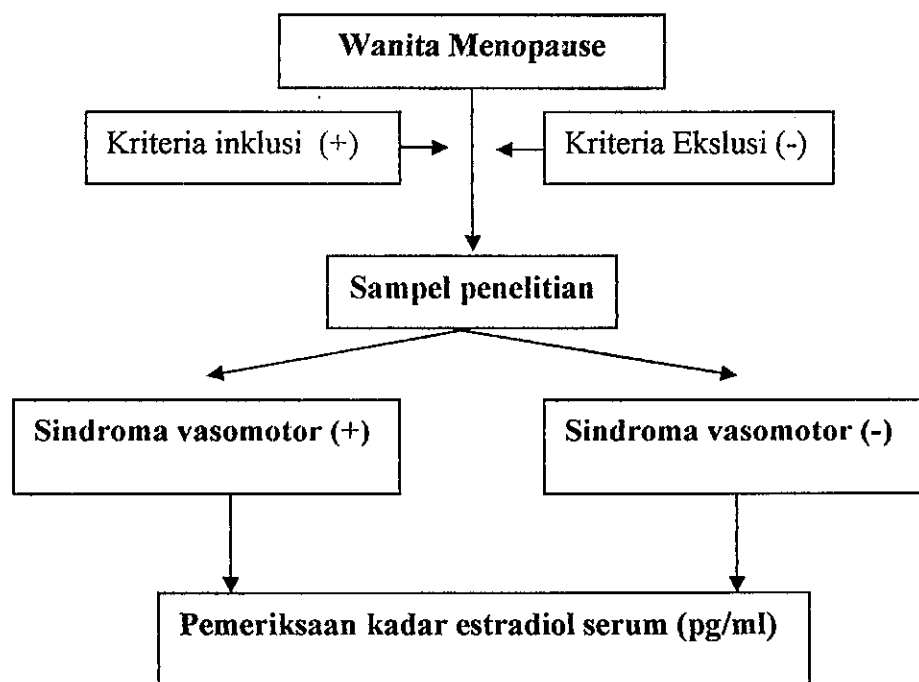 Wanita Menopause
Kriteria inklusi (+)
Kriteria Ekslusi (-)
Sampel penelitian
Sindroma vasomotor (+)
Sindroma vasomotor (-)
Pemeriksaan kadar estradiol serum (pg/ml)